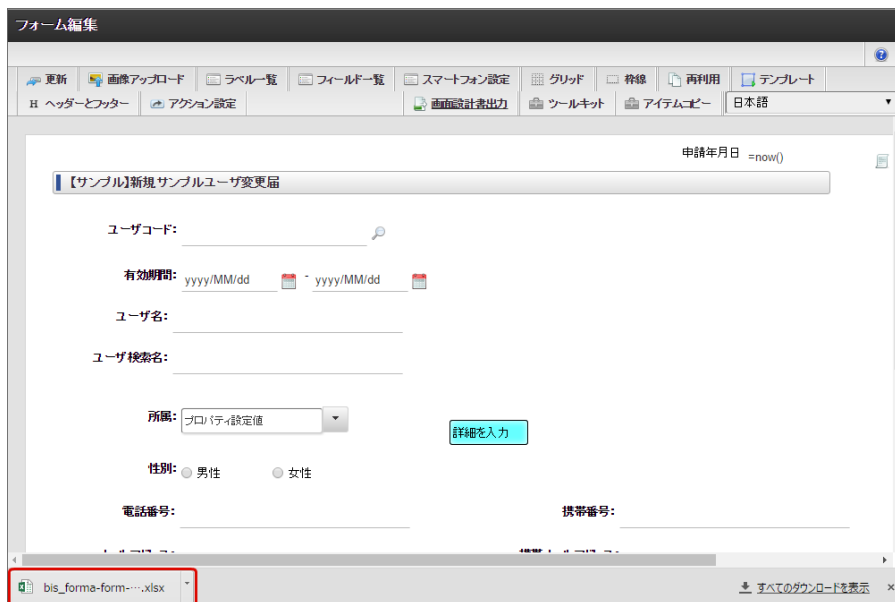 フォーム編集
更新 画像アップロード ラベル一覧 フィールド一覧 スマートフォン設定 グリッド 枠線 再利用 テンプレート
H ヘッダーとフッター アクション設定 画面設計書出力 ツールキット アイテムコピー 日本語
申請年月日 =now()
【サンプル】新規サンプルユーザ変更届
ユーザコード:
有効期間: yyyy/MM/dd - yyyy/MM/dd
ユーザ名:
ユーザ検索名:
所属: プロパティ設定値
詳細を入力
性別: 男性 女性
電話番号: 携帯番号:
bis_forma-form-….xlsx すべてのダウンロードを表示